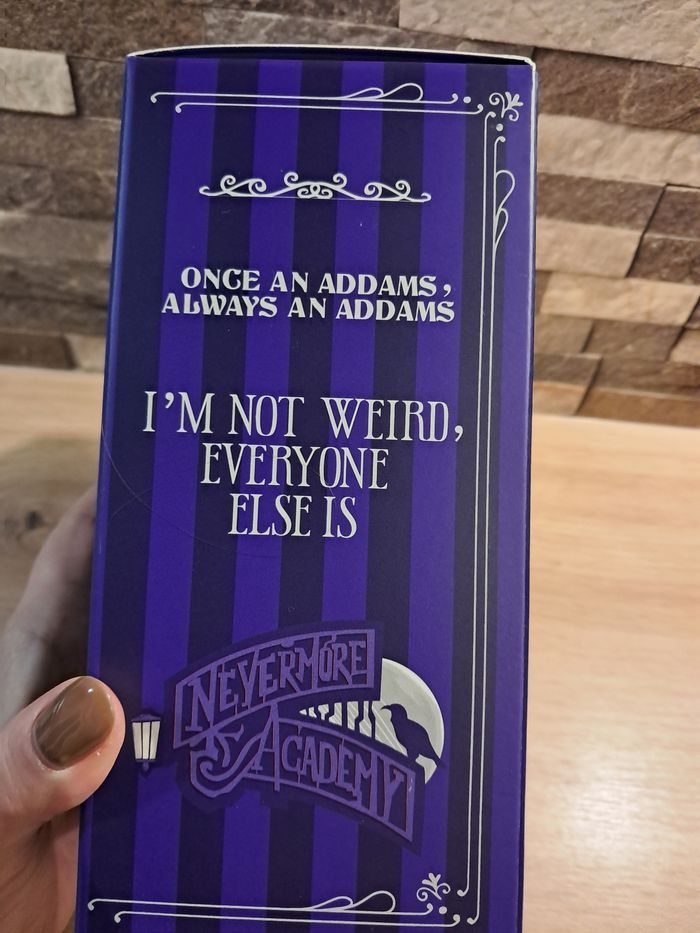 ONCE AN ADDAMS,
ALWAYS AN ADDAMS
I'M NOT WEIRD,
EVERYONE
ELSE IS
NEVERMORE
ACADEMY